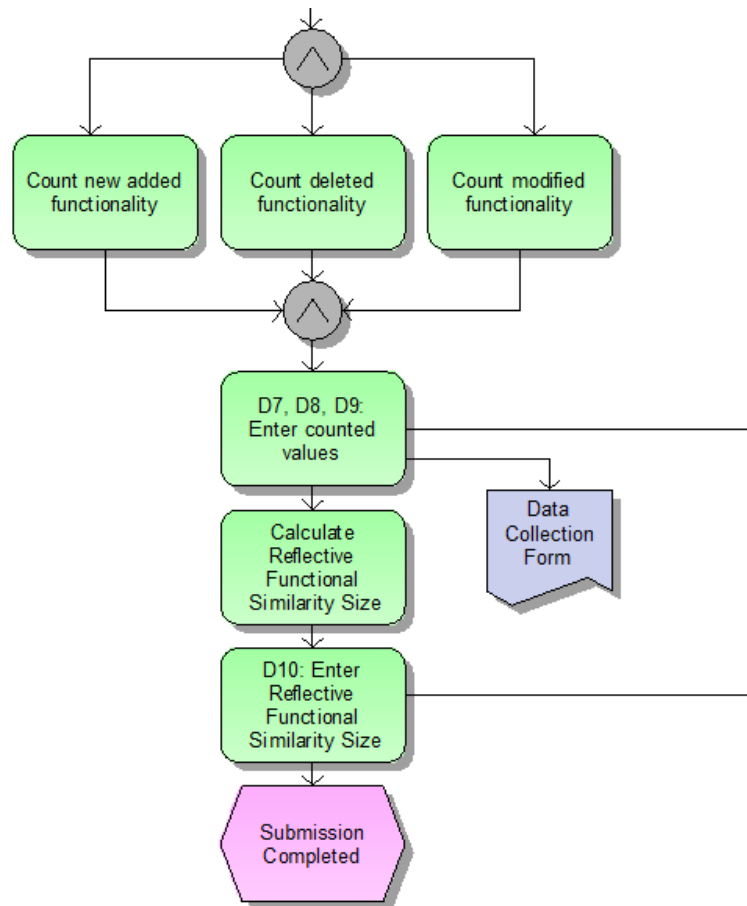 Count new added
functionality
Count deleted
functionality
Count modified
functionality
D7, D8, D9:
Enter counted
values
Data
Collection
Form
Calculate
Reflective
Functional
Similarity Size
D10: Enter
Reflective
Functional
Similarity Size
Submission
Completed